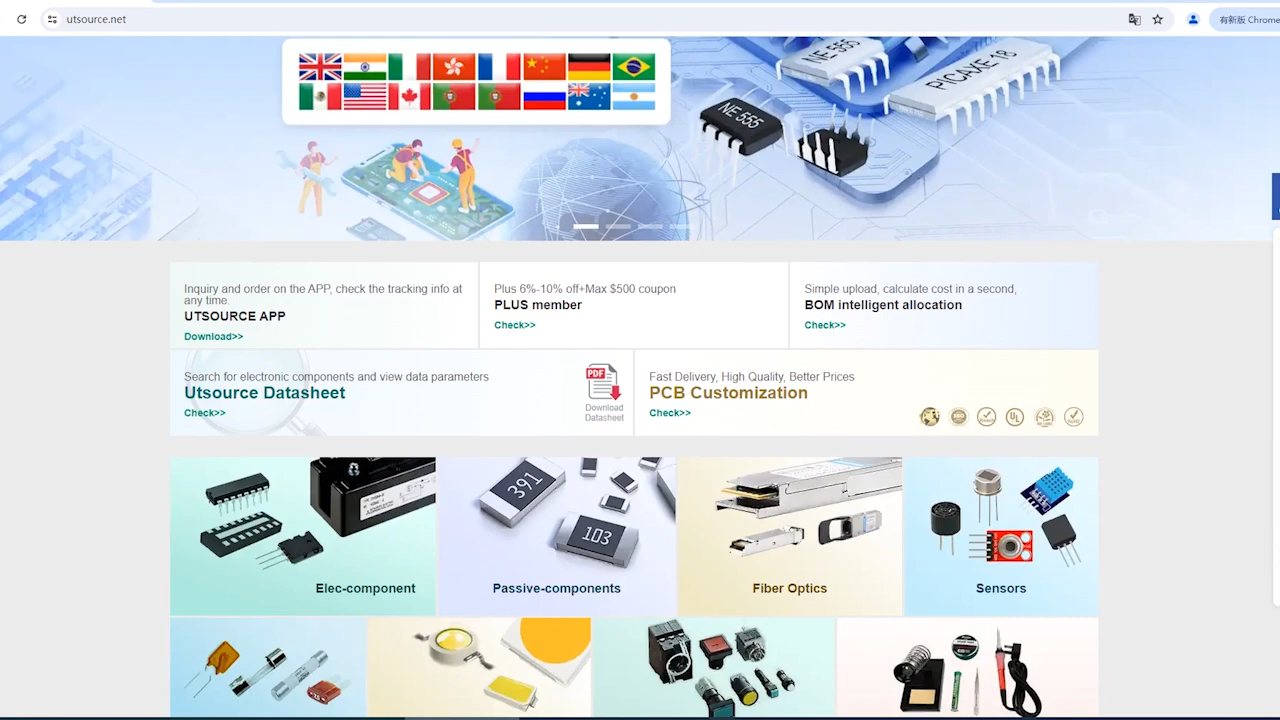 utsource.net
有新版 Chrome
NE 555
PICAXE-18
NE 555
Inquiry and order on the APP, check the tracking info at
any time.
UTSOURCE APP
Download>>
Plus 6%-10% off+Max $500 coupon
PLUS member
Check>>
Simple upload, calculate cost in a second,
BOM intelligent allocation
Check>>
Search for electronic components and view data parameters
Utsource Datasheet
Check>>
PDF
Download
Datasheet
Fast Delivery, High Quality, Better Prices
PCB Customization
Check>>
391
103
Elec-component
Passive-components
Fiber Optics
Sensors